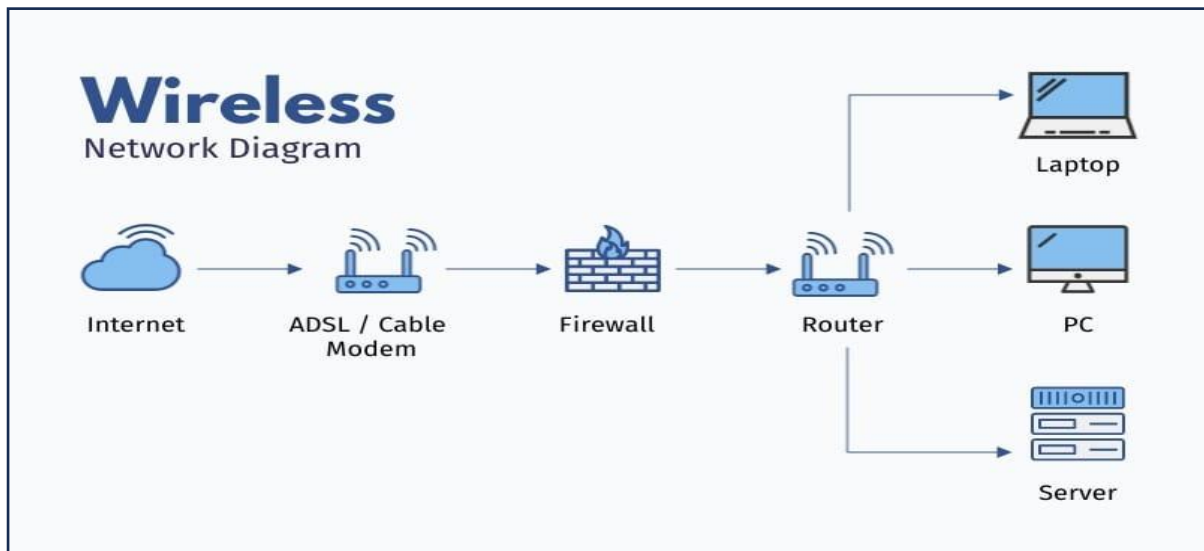 Wireless
Network Diagram
Laptop
Internet
ADSL / Cable
Modem
Firewall
Router
PC
Server